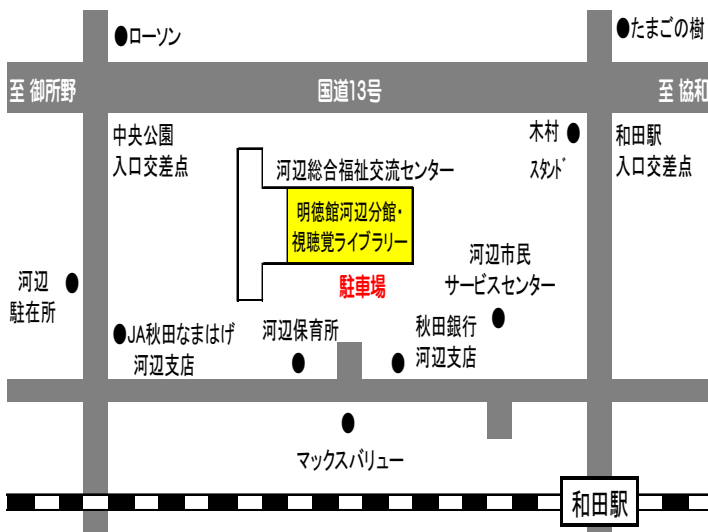 ●ローソン
●たまごの樹
至 御所野
国道13号
至 協和
中央公園
入口交差点
木村 ●
スタンド
和田駅
入口交差点
河辺総合福祉交流センター
明徳館河辺分館・
視聴覚ライブラリー
駐車場
河辺市民
サービスセンター
河辺
駐在所
●JA秋田なまはげ
河辺支店
河辺保育所
秋田銀行
河辺支店
マックスバリュー
和田駅